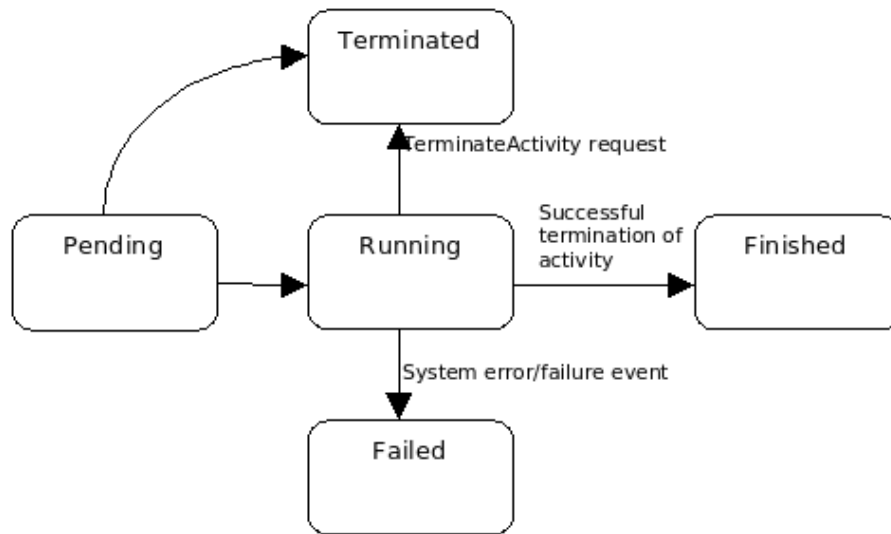 Terminated
TerminateActivity request
Pending
Running
Successful
termination of
activity
Finished
System error/failure event
Failed